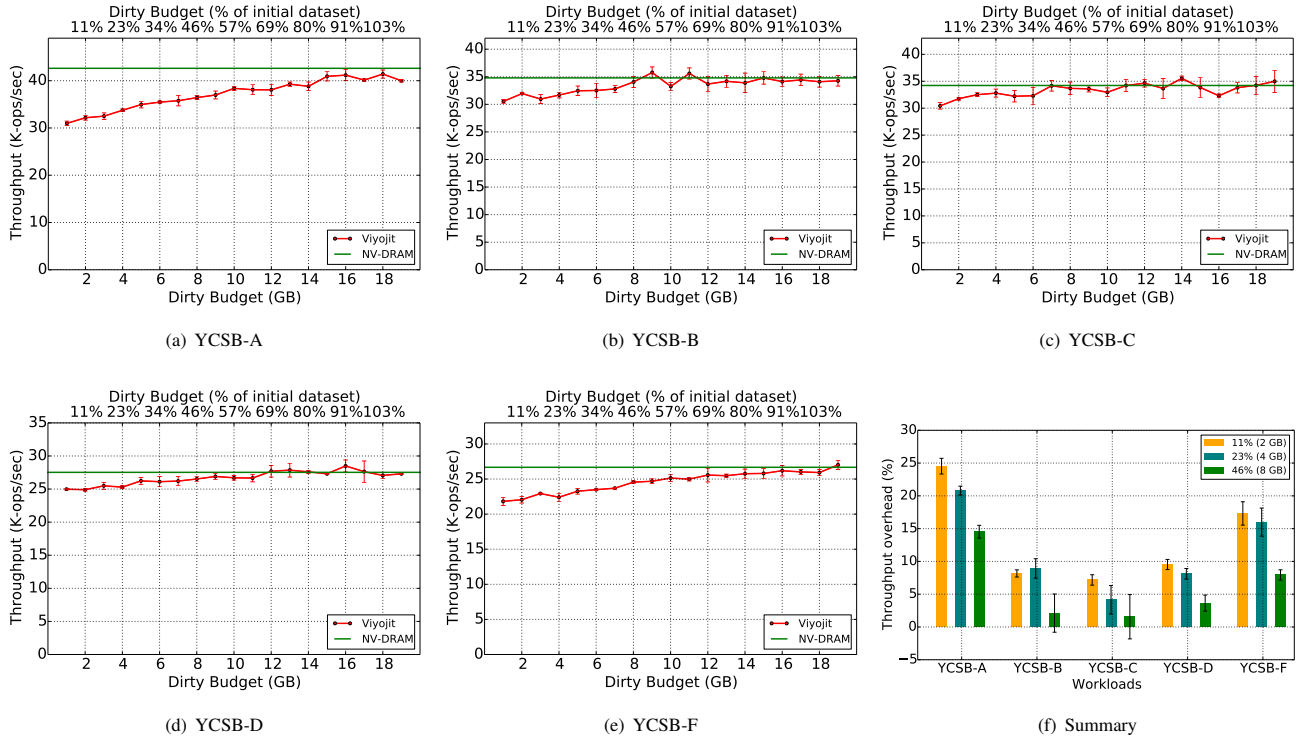 Dirty Budget (% of initial dataset)
11% 23% 34% 46% 57% 69% 80% 91% 103%
Throughput (K-ops/sec)
40
30
20
10
0
Viyojit
NV-DRAM
2 4 6 8 10 12 14 16 18
Dirty Budget (GB)
(a) YCSB-A
Dirty Budget (% of initial dataset)
11% 23% 34% 46% 57% 69% 80% 91% 103%
Throughput (K-ops/sec)
40
35
30
25
20
15
10
5
0
Viyojit
NV-DRAM
2 4 6 8 10 12 14 16 18
Dirty Budget (GB)
(b) YCSB-B
Dirty Budget (% of initial dataset)
11% 23% 34% 46% 57% 69% 80% 91% 103%
Throughput (K-ops/sec)
40
35
30
25
20
15
10
5
0
Viyojit
NV-DRAM
2 4 6 8 10 12 14 16 18
Dirty Budget (GB)
(c) YCSB-C
Dirty Budget (% of initial dataset)
11% 23% 34% 46% 57% 69% 80% 91% 103%
Throughput (K-ops/sec)
35
30
25
20
15
10
5
0
Viyojit
NV-DRAM
2 4 6 8 10 12 14 16 18
Dirty Budget (GB)
(d) YCSB-D
Dirty Budget (% of initial dataset)
11% 23% 34% 46% 57% 69% 80% 91% 103%
Throughput (K-ops/sec)
30
25
20
15
10
5
0
Viyojit
NV-DRAM
2 4 6 8 10 12 14 16 18
Dirty Budget (GB)
(e) YCSB-F
Throughput overhead (%)
30
25
20
15
10
5
0
−5
11% (2 GB)
23% (4 GB)
46% (8 GB)
YCSB-A YCSB-B YCSB-C YCSB-D YCSB-F
Workloads
(f) Summary